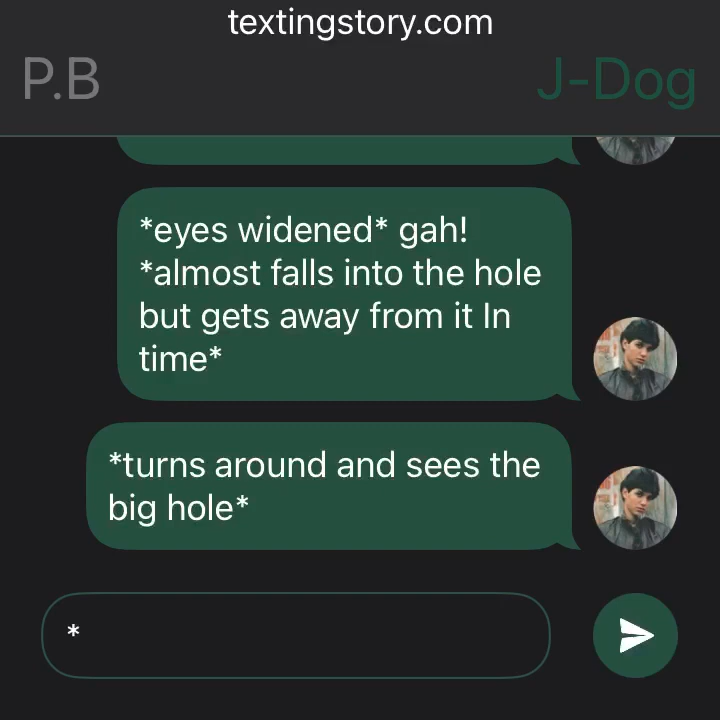 textingstory.com
P.B
J-Dog
*eyes widened* gah!
*almost falls into the hole
but gets away from it In
time*
*turns around and sees the
big hole*
*